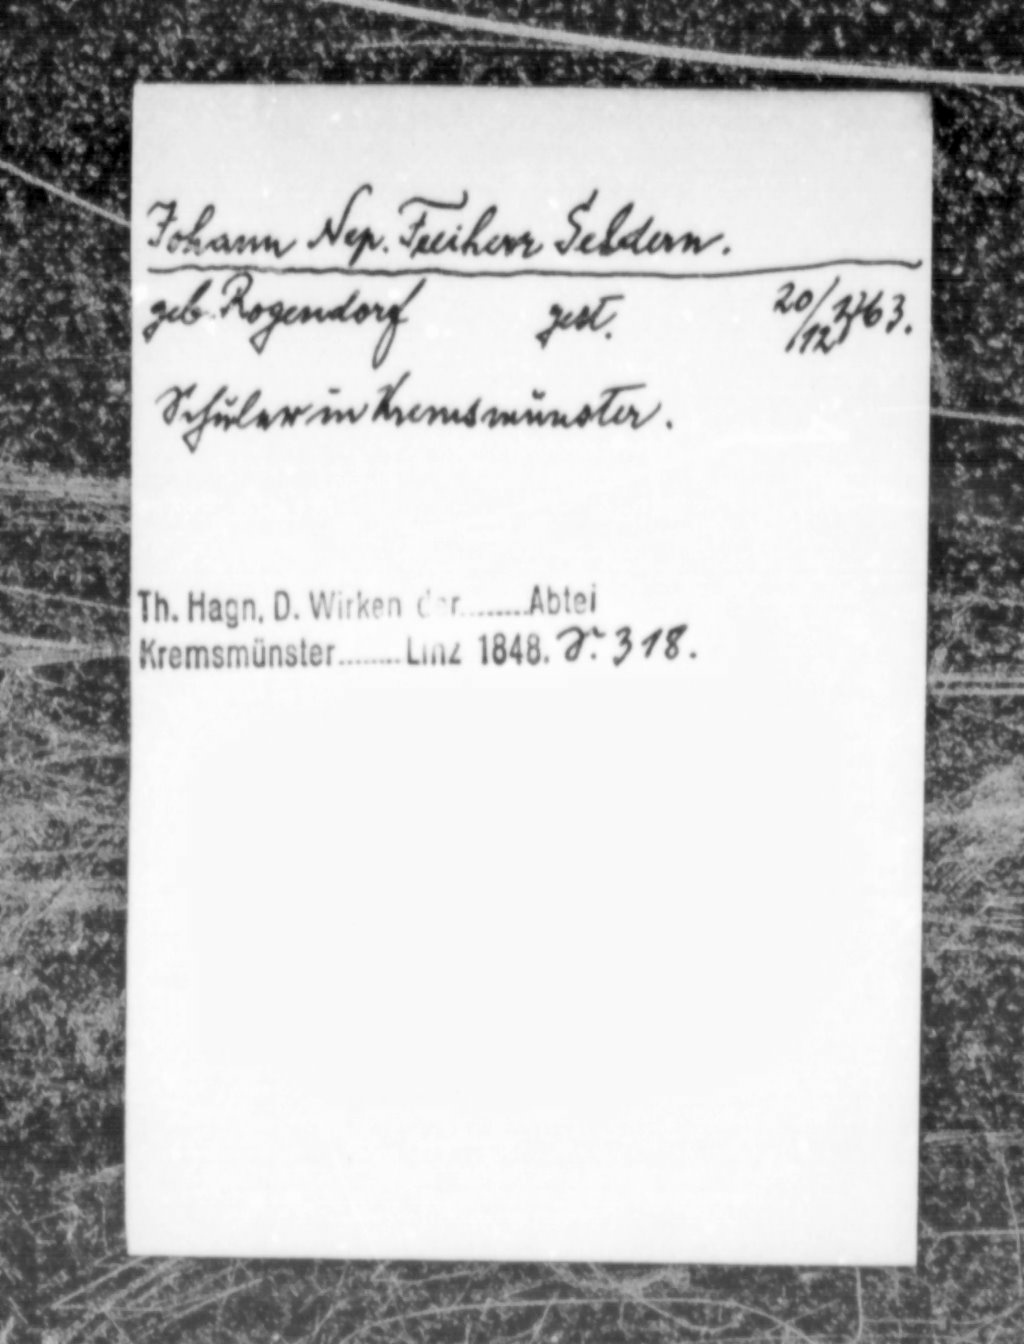 Johann Nep. Freiherr Seldern.
geb. Rogendorf gest. 20/12 1763.
Schüler in Kremsmünster.
Th. Hagn, D. Wirken der........Abtei
Kremsmünster........Linz 1848. S. 318.